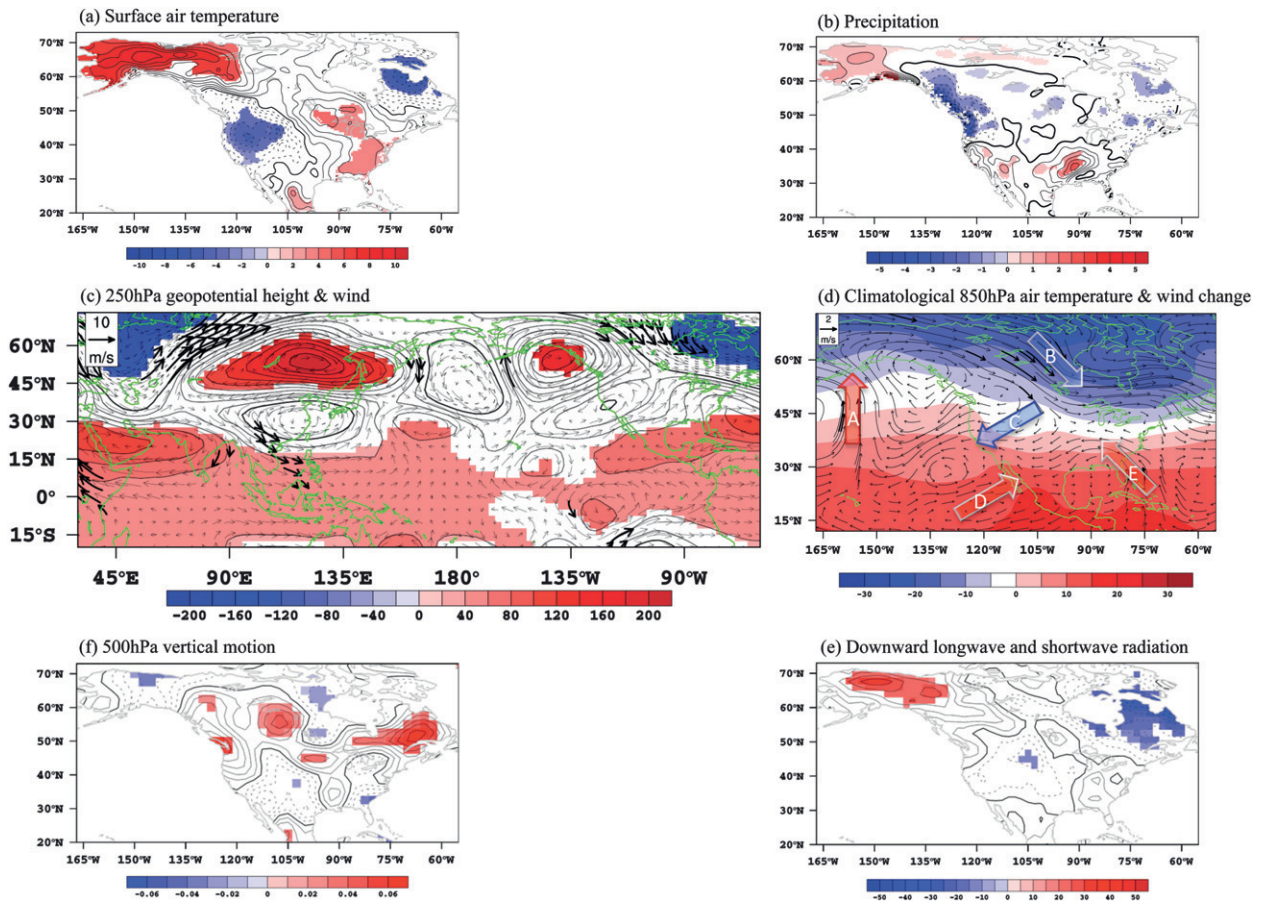 (a) Surface air temperature
70°N
60°N
50°N
40°N
30°N
20°N
165°W 150°W 135°W 120°W 105°W 90°W 75°W 60°W
-10 -8 -6 -4 -2 0 2 4 6 8 10
(b) Precipitation
70°N
60°N
50°N
40°N
30°N
20°N
165°W 150°W 135°W 120°W 105°W 90°W 75°W 60°W
-5 -4 -3 -2 -1 0 1 2 3 4 5
(c) 250hPa geopotential height & wind
10
m/s
60°N
45°N
30°N
15°N
0°
15°S
45°E 90°E 135°E 180° 135°W 90°W
-200 -160 -120 -80 -40 0 40 80 120 160 200
(d) Climatological 850hPa air temperature & wind change
2
m/s
60°N
45°N
30°N
15°N
A
B
C
D
E
165°W 150°W 135°W 120°W 105°W 90°W 75°W 60°W
-30 -20 -10 0 10 20 30
(f) 500hPa vertical motion
70°N
60°N
50°N
40°N
30°N
20°N
165°W 150°W 135°W 120°W 105°W 90°W 75°W 60°W
-0.06 -0.04 -0.02 0 0.02 0.04 0.06
(e) Downward longwave and shortwave radiation
70°N
60°N
50°N
40°N
30°N
20°N
165°W 150°W 135°W 120°W 105°W 90°W 75°W 60°W
-50 -40 -30 -20 -10 0 10 20 30 40 50